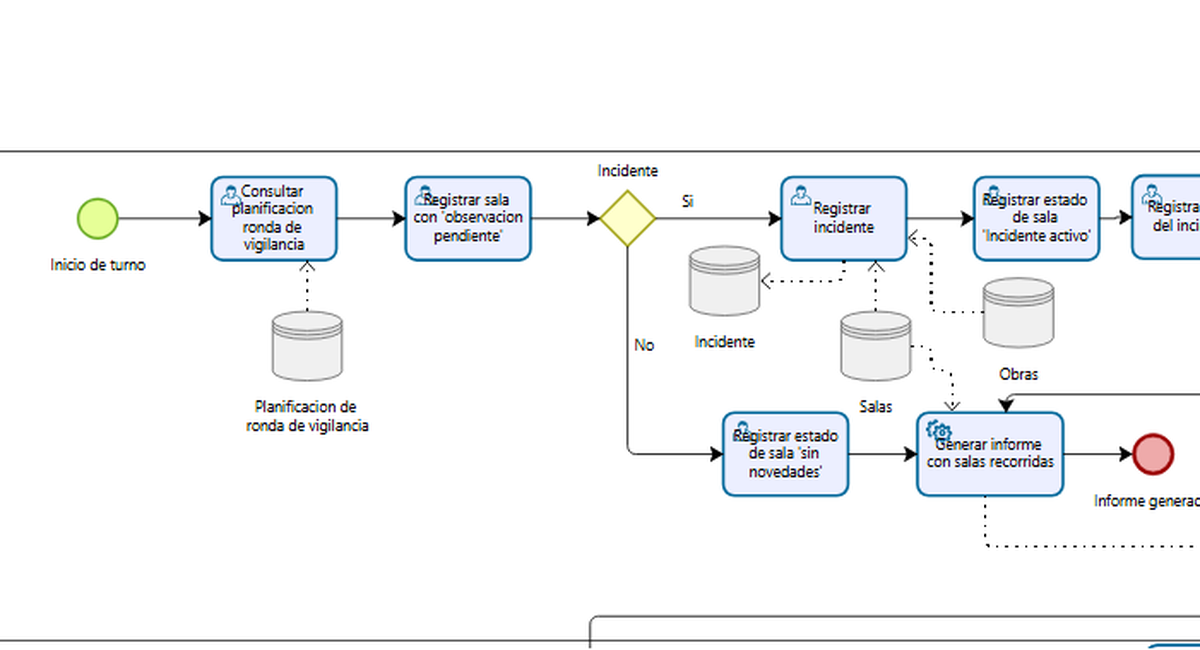 Incidente
Consultar
planificacion
ronda de
vigilancia
Registrar sala
con 'observacion
pendiente'
Si
Registrar
incidente
Registrar estado
de sala
'Incidente activo'
del
Inicio de turno
No
Incidente
Planificacion de
ronda de vigilancia
Salas
Obras
Registrar estado
de sala 'sin
novedades'
Generar informe
con salas recorridas
Informe